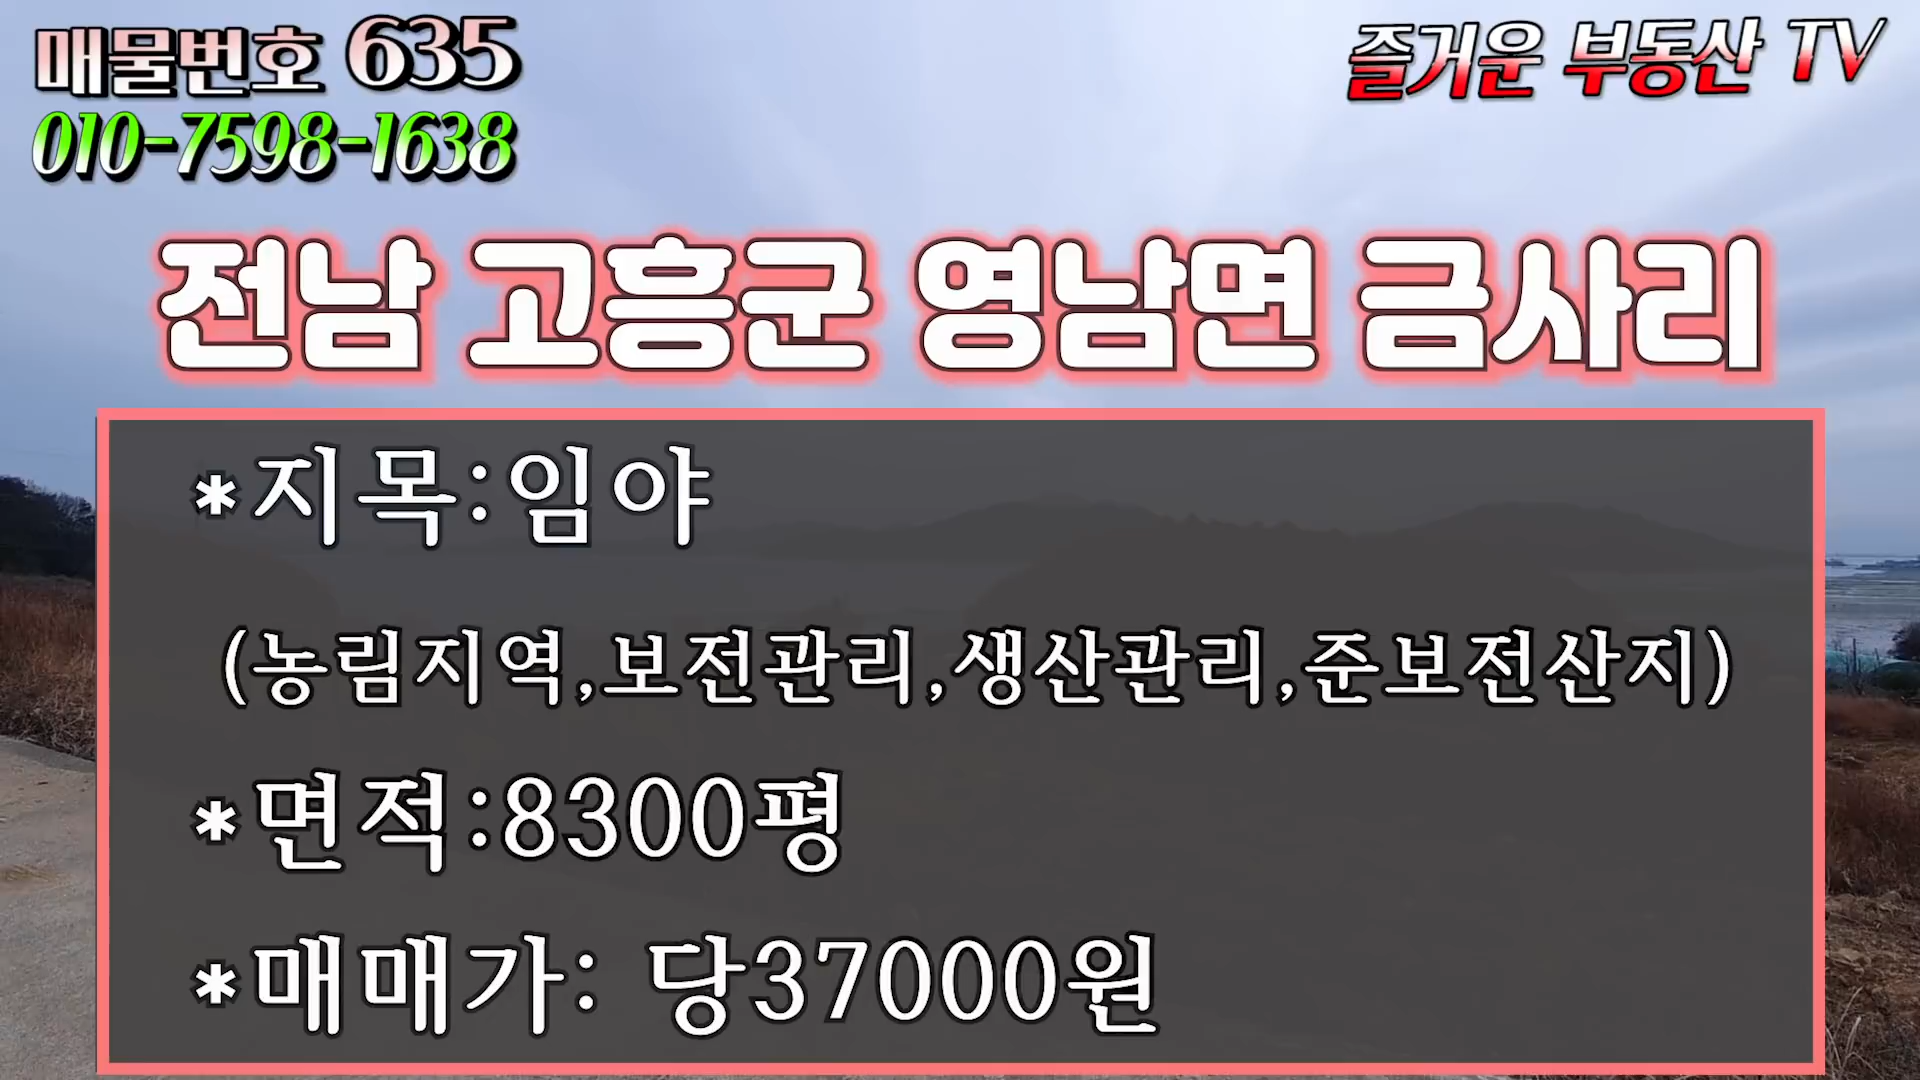 매물번호 635
즐거운 부동산 TV
010-7598-1638
전남 고흥군 영남면 금사리
*지목:임야
(농림지역,보전관리,생산관리,준보전산지)
*면적:8300평
*매매가: 당37000원